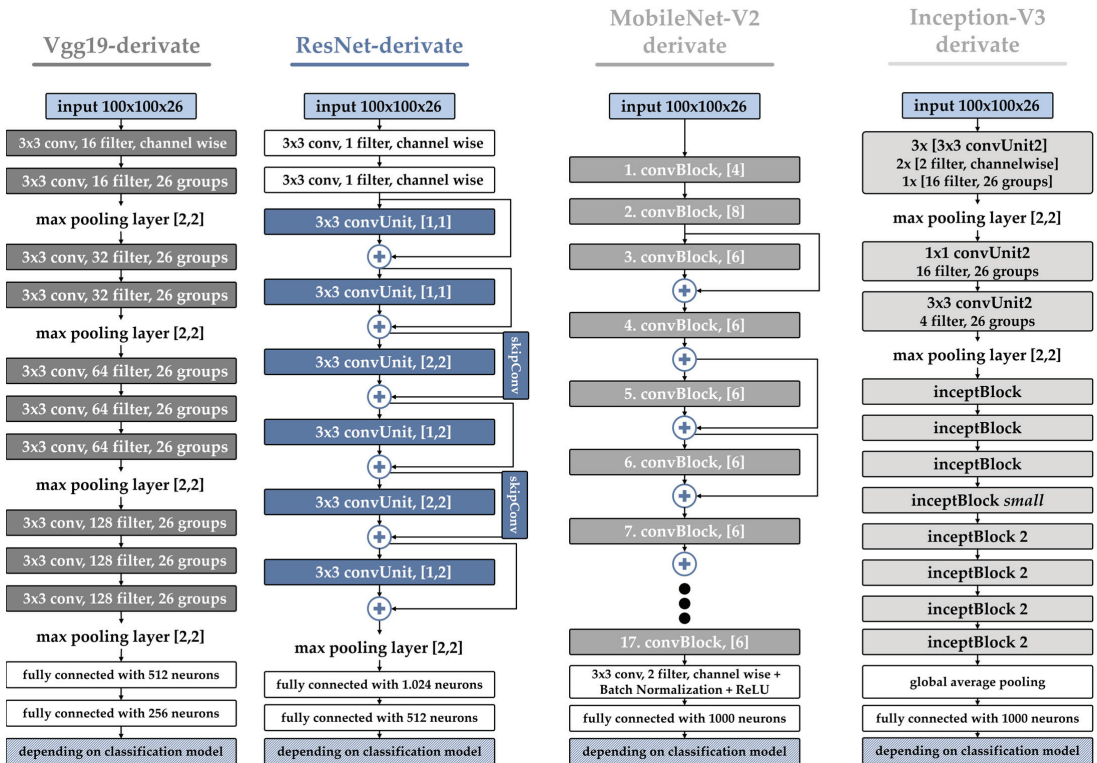 Vgg19-derivate
input 100x100x26
3x3 conv, 16 filter, channel wise
3x3 conv, 16 filter, 26 groups
max pooling layer [2,2]
3x3 conv, 32 filter, 26 groups
3x3 conv, 32 filter, 26 groups
max pooling layer [2,2]
3x3 conv, 64 filter, 26 groups
3x3 conv, 64 filter, 26 groups
3x3 conv, 64 filter, 26 groups
max pooling layer [2,2]
3x3 conv, 128 filter, 26 groups
3x3 conv, 128 filter, 26 groups
3x3 conv, 128 filter, 26 groups
max pooling layer [2,2]
fully connected with 512 neurons
fully connected with 256 neurons
depending on classification model
ResNet-derivate
input 100x100x26
3x3 conv, 1 filter, channel wise
3x3 conv, 1 filter, channel wise
3x3 convUnit, [1,1]
3x3 convUnit, [1,1]
skipConv
3x3 convUnit, [2,2]
3x3 convUnit, [1,2]
skipConv
3x3 convUnit, [2,2]
3x3 convUnit, [1,2]
max pooling layer [2,2]
fully connected with 1.024 neurons
fully connected with 512 neurons
depending on classification model
MobileNet-V2
derivate
input 100x100x26
1. convBlock, [4]
2. convBlock, [8]
3. convBlock, [6]
4. convBlock, [6]
5. convBlock, [6]
6. convBlock, [6]
7. convBlock, [6]
17. convBlock, [6]
3x3 conv, 2 filter, channel wise +
Batch Normalization + ReLU
fully connected with 1000 neurons
depending on classification model
Inception-V3
derivate
input 100x100x26
3x [3x3 convUnit2]
2x [2 filter, channelwise]
1x [16 filter, 26 groups]
max pooling layer [2,2]
1x1 convUnit2
16 filter, 26 groups
3x3 convUnit2
4 filter, 26 groups
max pooling layer [2,2]
inceptBlock
inceptBlock
inceptBlock
inceptBlock small
inceptBlock 2
inceptBlock 2
inceptBlock 2
inceptBlock 2
global average pooling
fully connected with 1000 neurons
depending on classification model